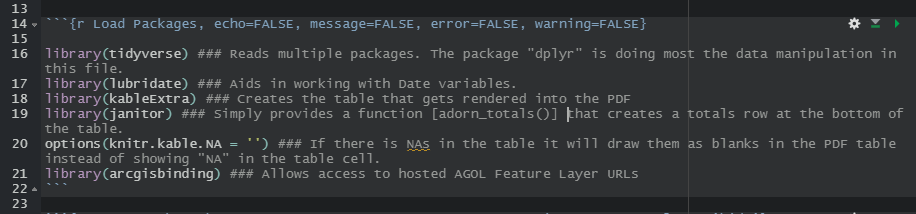 13
14 ```{r Load Packages, echo=FALSE, message=FALSE, error=FALSE, warning=FALSE}
15
16 library(tidyverse) ### Reads multiple packages. The package "dplyr" is doing most the data manipulation in
this file.
17 library(lubridate) ### Aids in working with Date variables.
18 library(kableExtra) ### Creates the table that gets rendered into the PDF
19 library(janitor) ### Simply provides a function [adorn_totals()] that creates a totals row at the bottom of
the table.
20 options(knitr.kable.NA = '') ### If there is NAs in the table it will draw them as blanks in the PDF table
instead of showing "NA" in the table cell.
21 library(arcgisbinding) ### Allows access to hosted AGOL Feature Layer URLs
22 ```
23